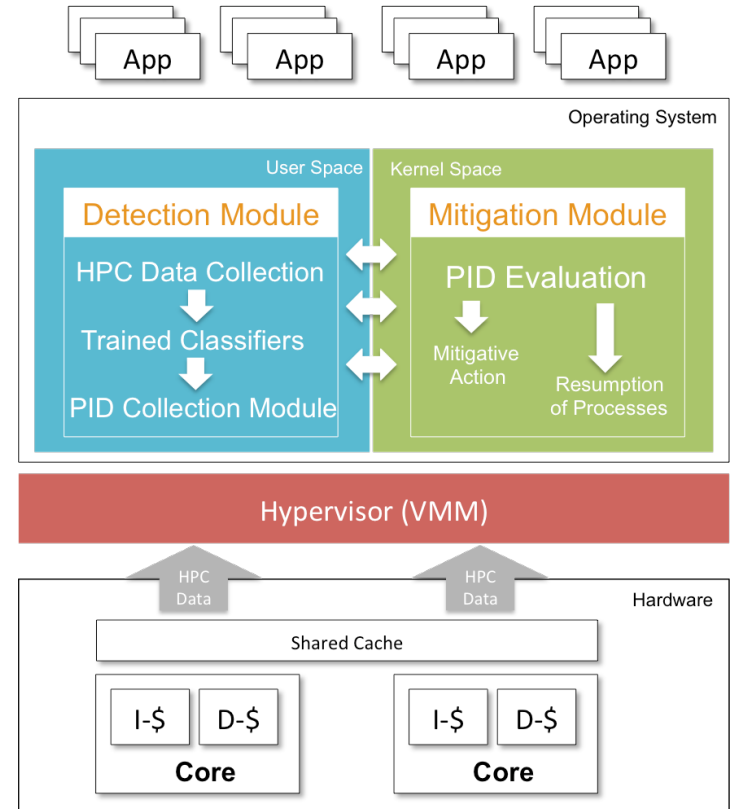 App
App
App
App
Operating System
User Space
Kernel Space
Detection Module
HPC Data Collection
Trained Classifiers
PID Collection Module
Mitigation Module
PID Evaluation
Mitigative
Action
Resumption
of Processes
Hypervisor (VMM)
HPC
Data
HPC
Data
Hardware
Shared Cache
I-$
D-$
Core
I-$
D-$
Core